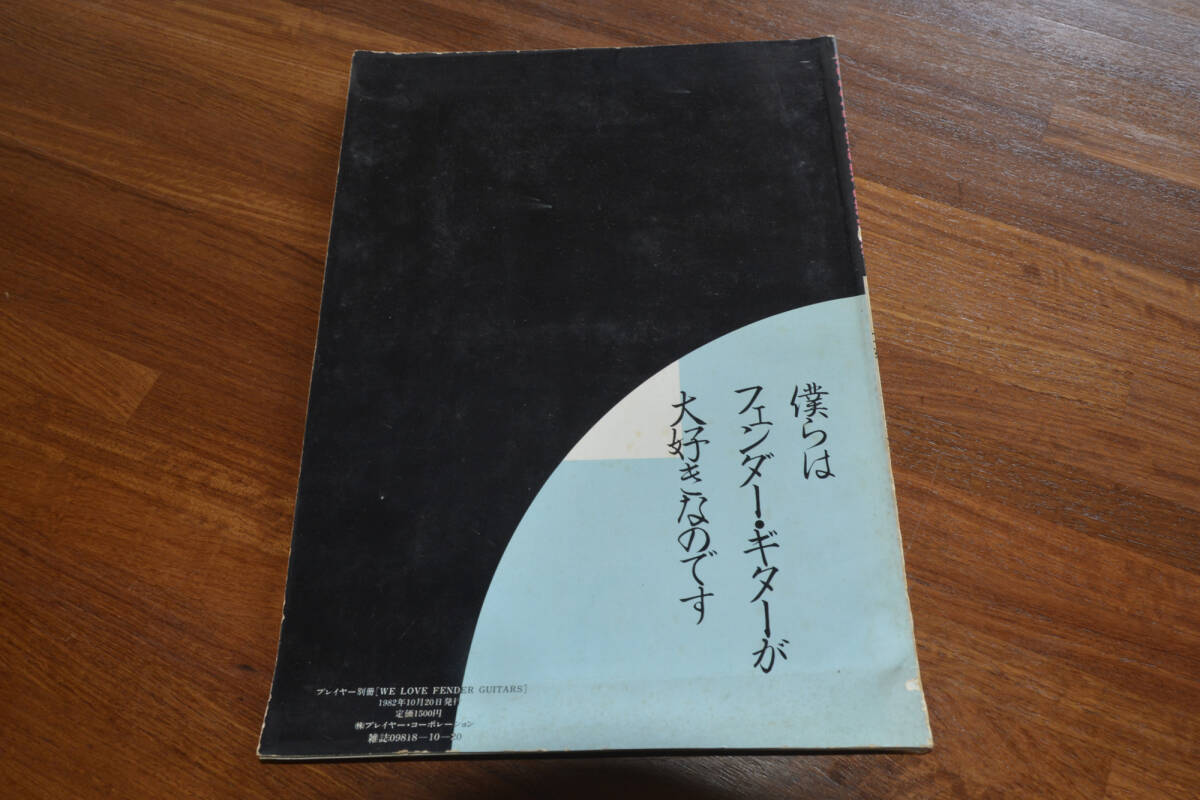 僕らは
フェンダー・ギターが
大好きなのです
プレイヤー別冊[WE LOVE FENDER GUITARS]
1982年10月20日発行
定価1500円
㈱プレイヤー・コーポレーション
雑誌09818—10—20